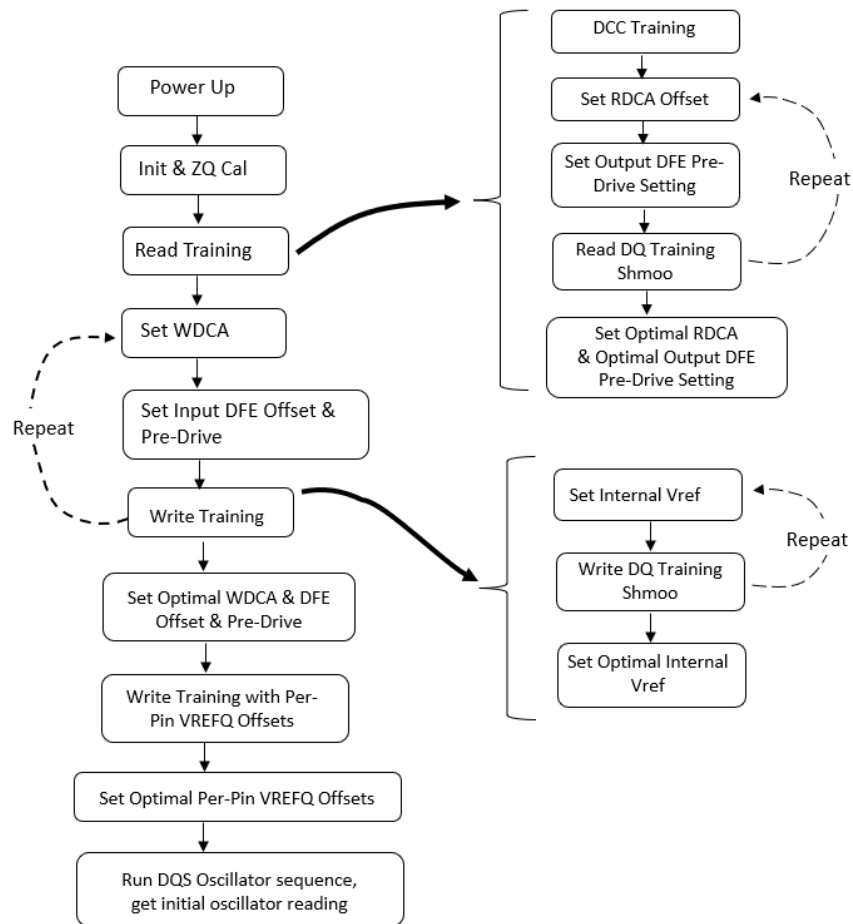 Power Up
Init & ZQ Cal
Read Training
Set WDCA
Set Input DFE Offset &
Pre-Drive
Repeat
Write Training
Set Optimal WDCA & DFE
Offset & Pre-Drive
Write Training with Per-
Pin VREFQ Offsets
Set Optimal Per-Pin VREFQ Offsets
Run DQS Oscillator sequence,
get initial oscillator reading
DCC Training
Set RDCA Offset
Set Output DFE Pre-
Drive Setting
Repeat
Read DQ Training
Shmoo
Set Optimal RDCA
& Optimal Output DFE
Pre-Drive Setting
Set Internal Vref
Repeat
Write DQ Training
Shmoo
Set Optimal Internal
Vref